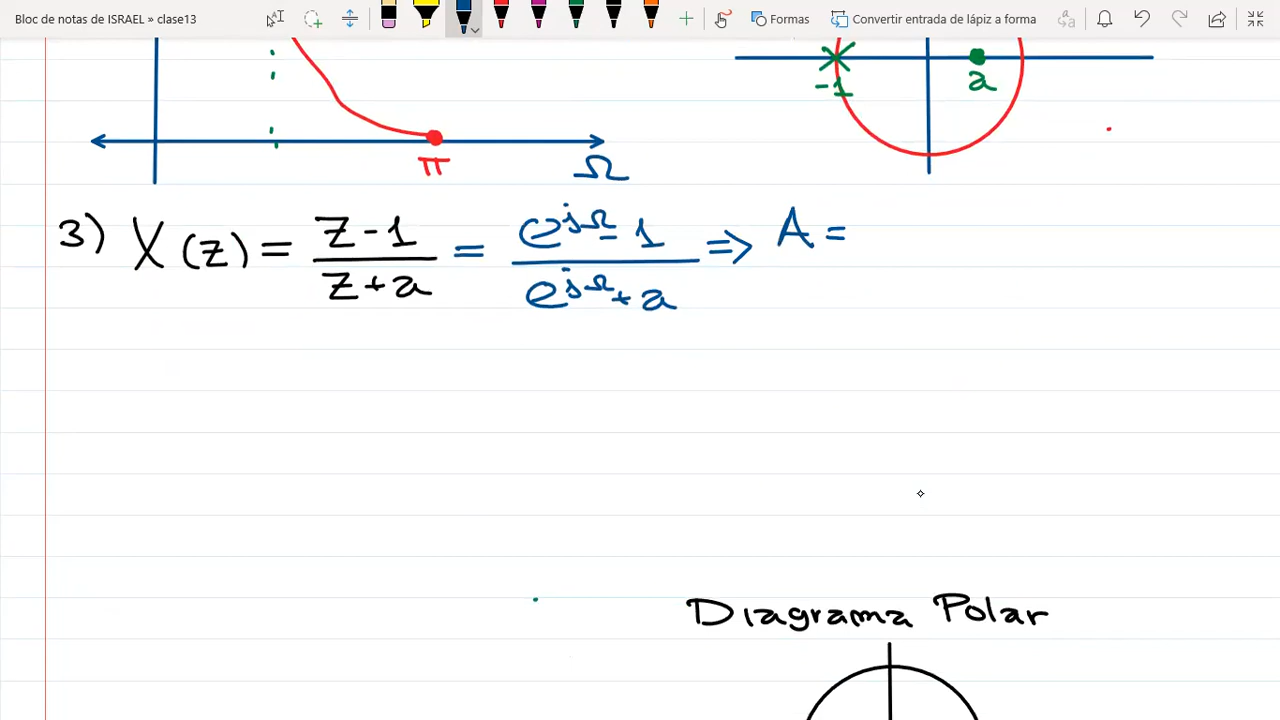 Bloc de notas de ISRAEL » clase13
Formas
Convertir entrada de lápiz a forma
-1
a
π
Ω
3) X(z) = z-1 / z+a = e^{jΩ} - 1 / e^{jΩ} + a ⇒ A =
Diagrama Polar